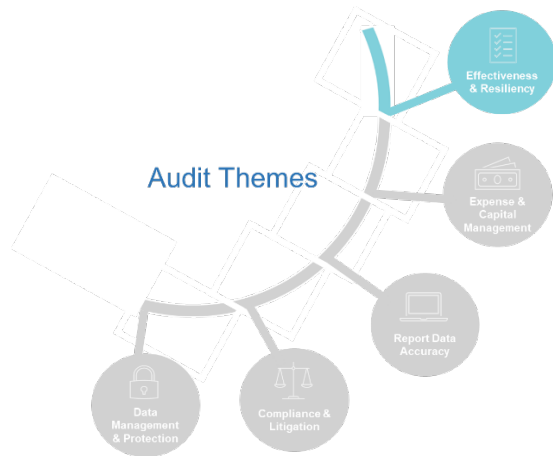 Effectiveness
& Resiliency
Audit Themes
Expense &
Capital
Management
Report Data
Accuracy
Compliance &
Litigation
Data
Management
& Protection